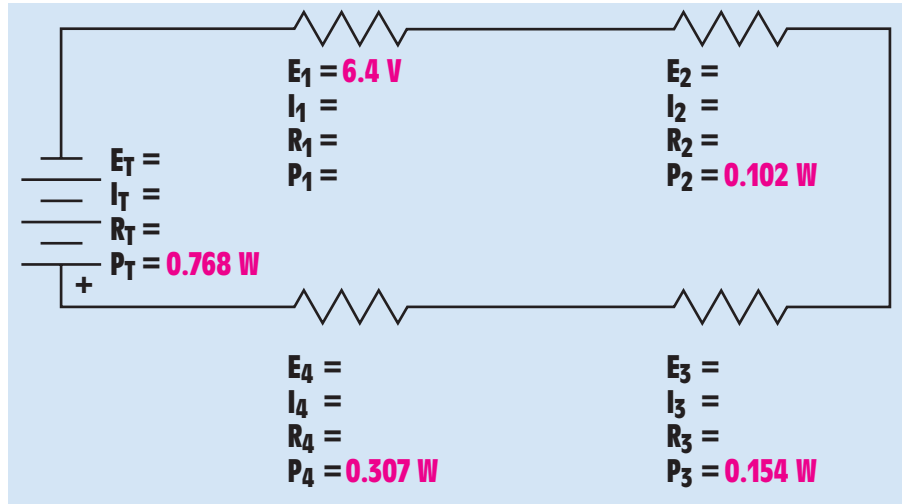 E1 = 6.4 V
I1 =
R1 =
P1 =
E2 =
I2 =
R2 =
P2 = 0.102 W
ET =
IT =
RT =
PT = 0.768 W
+
E4 =
I4 =
R4 =
P4 = 0.307 W
E3 =
I3 =
R3 =
P3 = 0.154 W